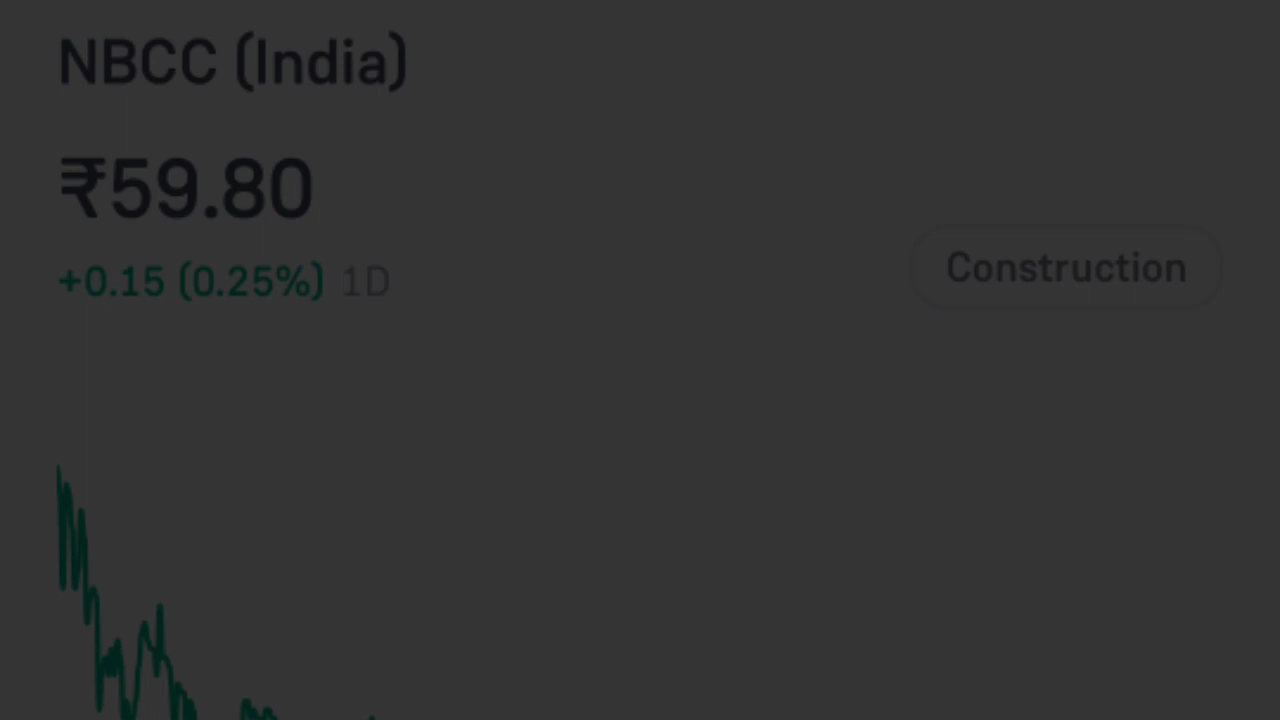 NBCC (India)
₹59.80
+0.15 (0.25%) 1D
Construction